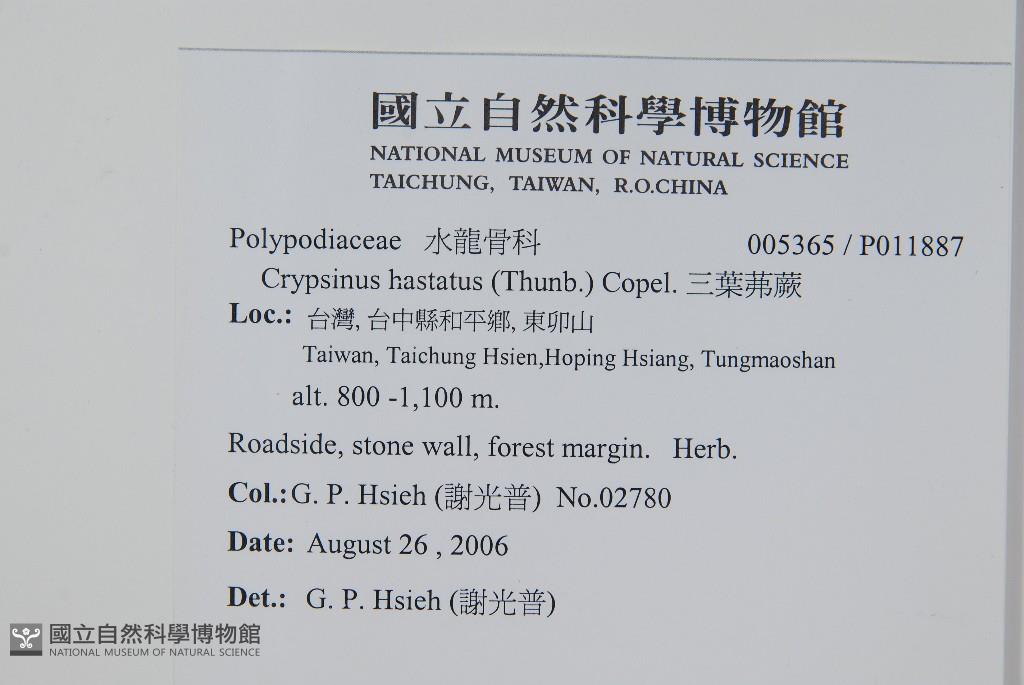 國立自然科學博物館
NATIONAL MUSEUM OF NATURAL SCIENCE
TAICHUNG, TAIWAN, R.O.CHINA
Polypodiaceae 水龍骨科 005365 / P011887
Crypsinus hastatus (Thunb.) Copel. 三葉茀蕨
Loc.: 台灣, 台中縣和平鄉, 東卯山
Taiwan, Taichung Hsien,Hoping Hsiang, Tungmaoshan
alt. 800 -1,100 m.
Roadside, stone wall, forest margin. Herb.
Col.: G. P. Hsieh (謝光普) No.02780
Date: August 26 , 2006
Det.: G. P. Hsieh (謝光普)
國立自然科學博物館
NATIONAL MUSEUM OF NATURAL SCIENCE